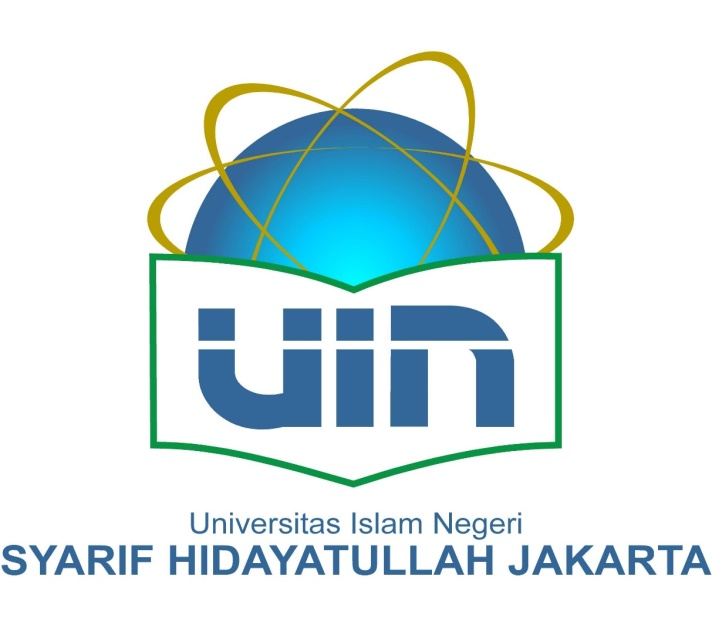 uin
Universitas Islam Negeri
SYARIF HIDAYATULLAH JAKARTA